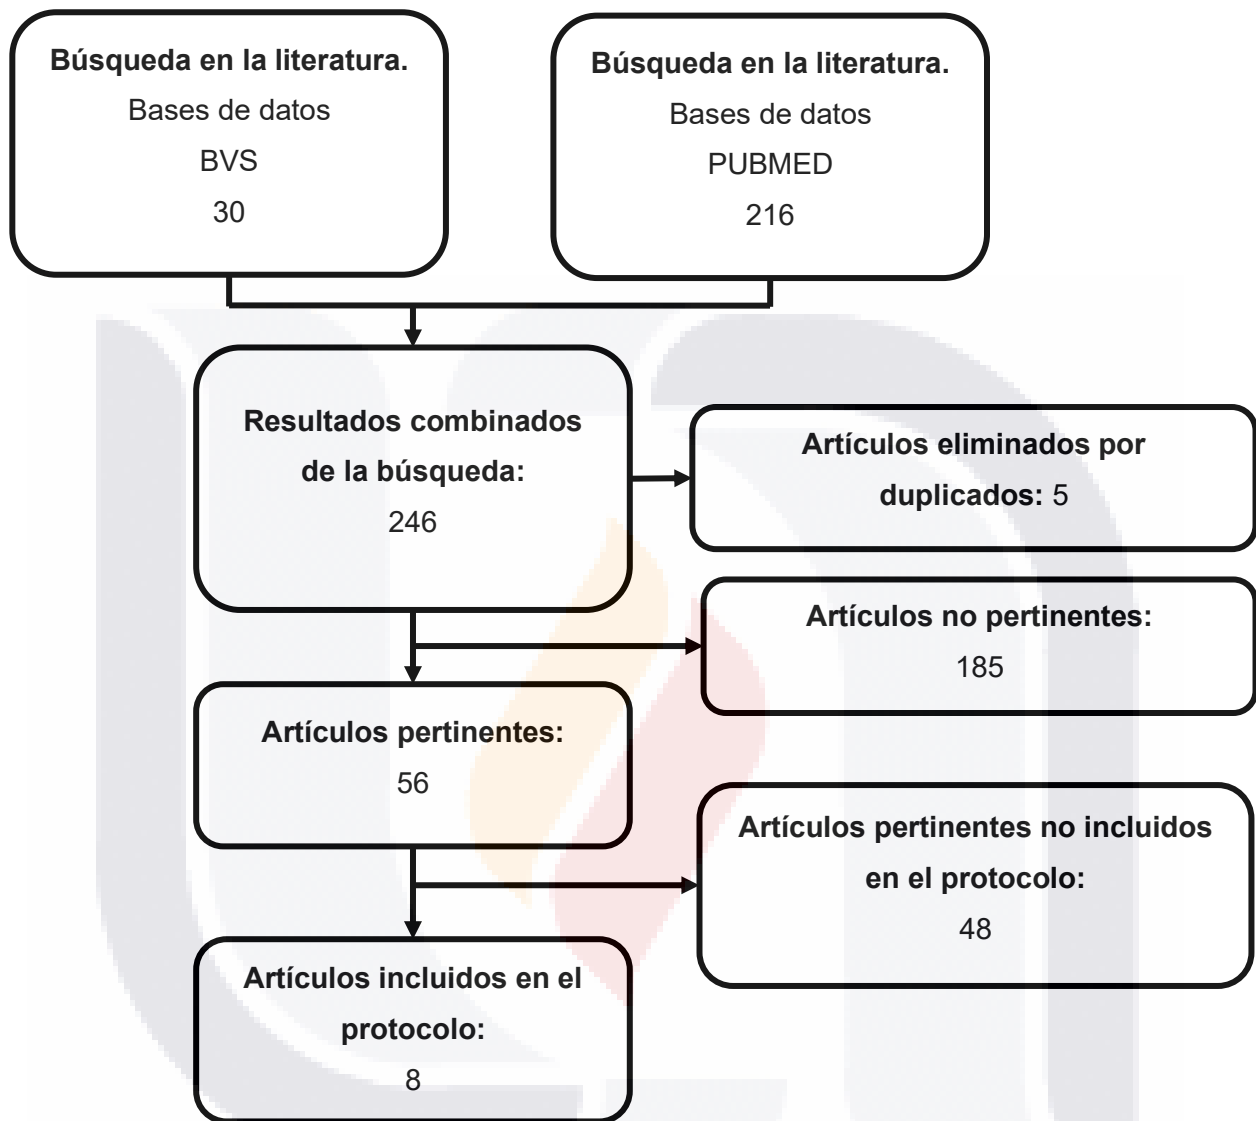 Búsqueda en la literatura.
Bases de datos
BVS
30
Búsqueda en la literatura.
Bases de datos
PUBMED
216
Resultados combinados
de la búsqueda:
246
Artículos eliminados por
duplicados: 5
Artículos no pertinentes:
185
Artículos pertinentes:
56
Artículos pertinentes no incluidos
en el protocolo:
48
Artículos incluidos en el
protocolo:
8